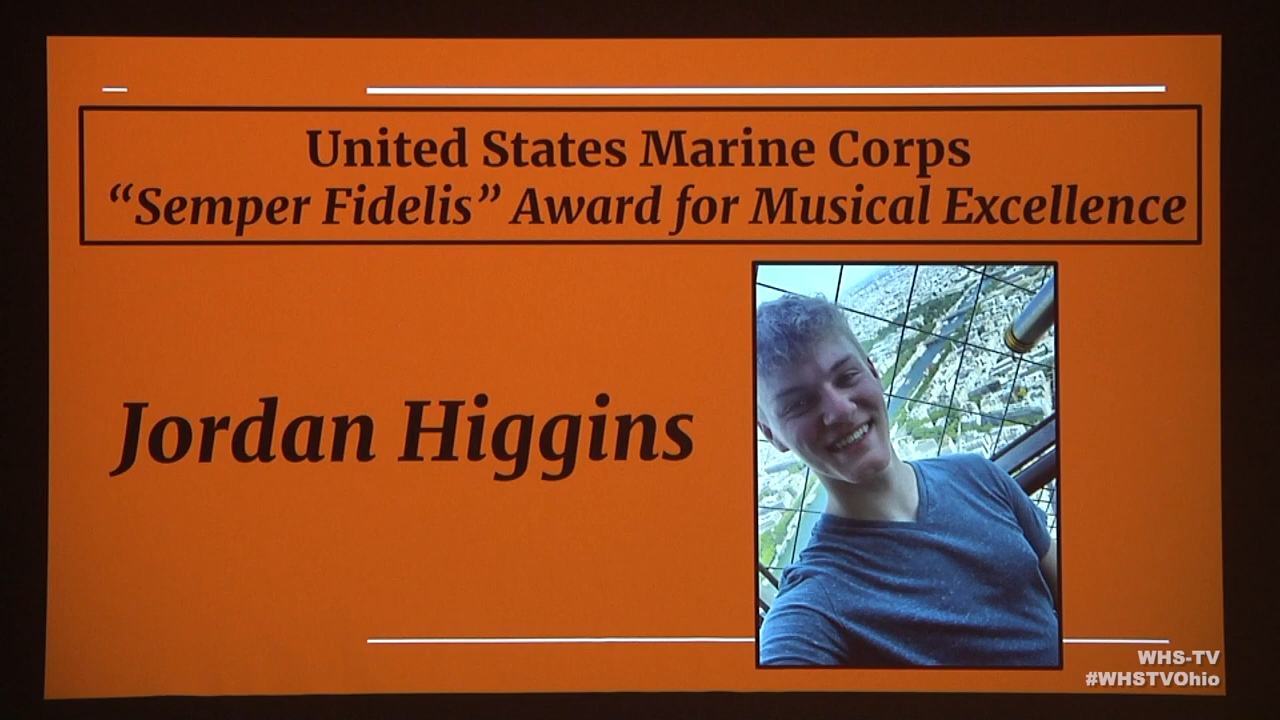 United States Marine Corps
“Semper Fidelis” Award for Musical Excellence
Jordan Higgins
WHS-TV
#WHSTVOhio